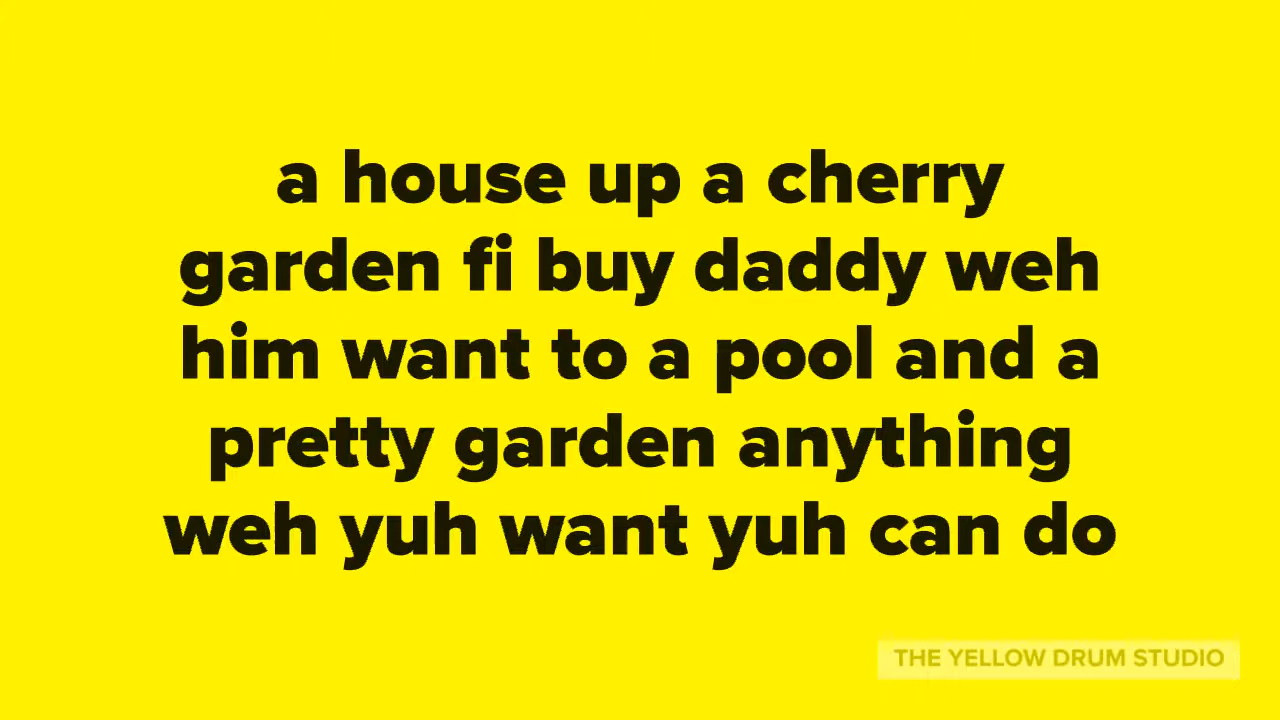 a house up a cherry
garden fi buy daddy weh
him want to a pool and a
pretty garden anything
weh yuh want yuh can do
THE YELLOW DRUM STUDIO